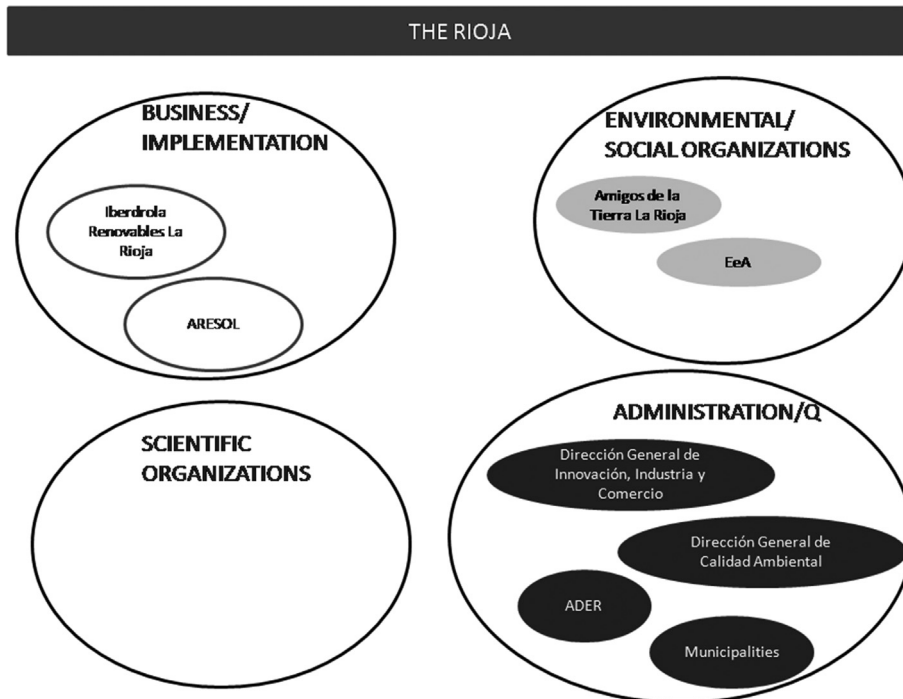 THE RIOJA
BUSINESS/
IMPLEMENTATION
Iberdrola
Renovables La
Rioja
ARESOL
ENVIRONMENTAL/
SOCIAL ORGANIZATIONS
Amigos de la
Tierra La Rioja
EeA
SCIENTIFIC
ORGANIZATIONS
ADMINISTRATION/Q
Dirección General de
Innovación, Industria y
Comercio
Dirección General de
Calidad Ambiental
ADER
Municipalities